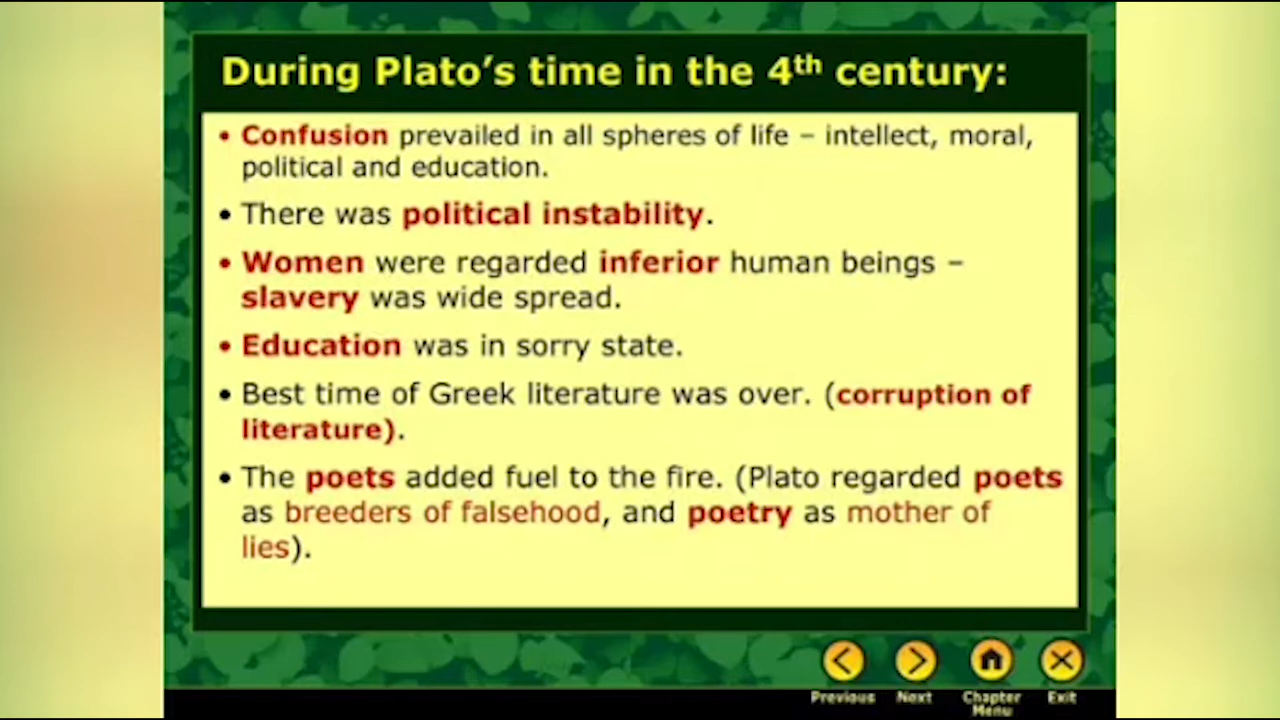 During Plato's time in the 4th century:
• Confusion prevailed in all spheres of life – intellect, moral,
political and education.
• There was political instability.
• Women were regarded inferior human beings –
slavery was wide spread.
• Education was in sorry state.
• Best time of Greek literature was over. (corruption of
literature).
• The poets added fuel to the fire. (Plato regarded poets
as breeders of falsehood, and poetry as mother of
lies).
Previous Next Chapter Exit
Menu